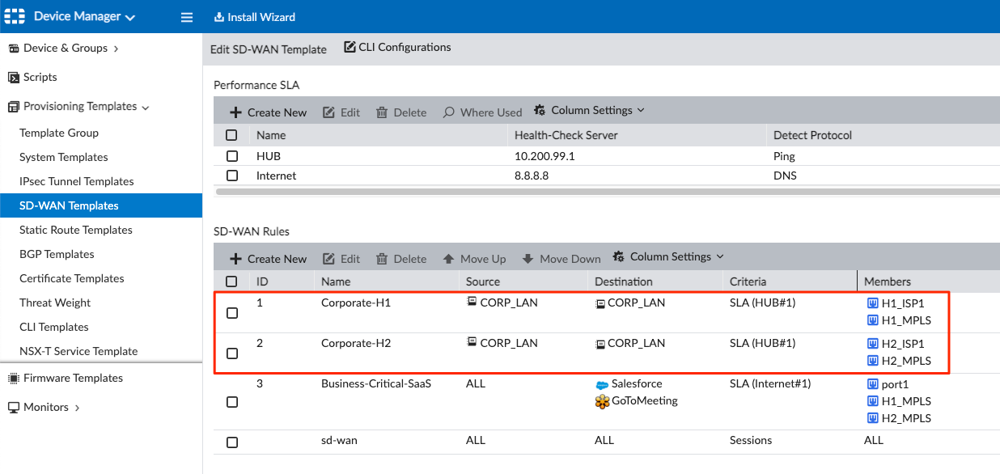 Device Manager
Install Wizard
Device & Groups
Scripts
Provisioning Templates
Template Group
System Templates
IPsec Tunnel Templates
SD-WAN Templates
Static Route Templates
BGP Templates
Certificate Templates
Threat Weight
CLI Templates
NSX-T Service Template
Firmware Templates
Monitors
Edit SD-WAN Template CLI Configurations
Performance SLA
Create New Edit Delete Where Used Column Settings
Name Health-Check Server Detect Protocol
HUB 10.200.99.1 Ping
Internet 8.8.8.8 DNS
SD-WAN Rules
Create New Edit Delete Move Up Move Down Column Settings
ID Name Source Destination Criteria Members
1 Corporate-H1 CORP_LAN CORP_LAN SLA (HUB#1) H1_ISP1
H1_MPLS
2 Corporate-H2 CORP_LAN CORP_LAN SLA (HUB#1) H2_ISP1
H2_MPLS
3 Business-Critical-SaaS ALL Salesforce SLA (Internet#1) port1
GoToMeeting H1_MPLS
H2_MPLS
sd-wan ALL ALL Sessions ALL